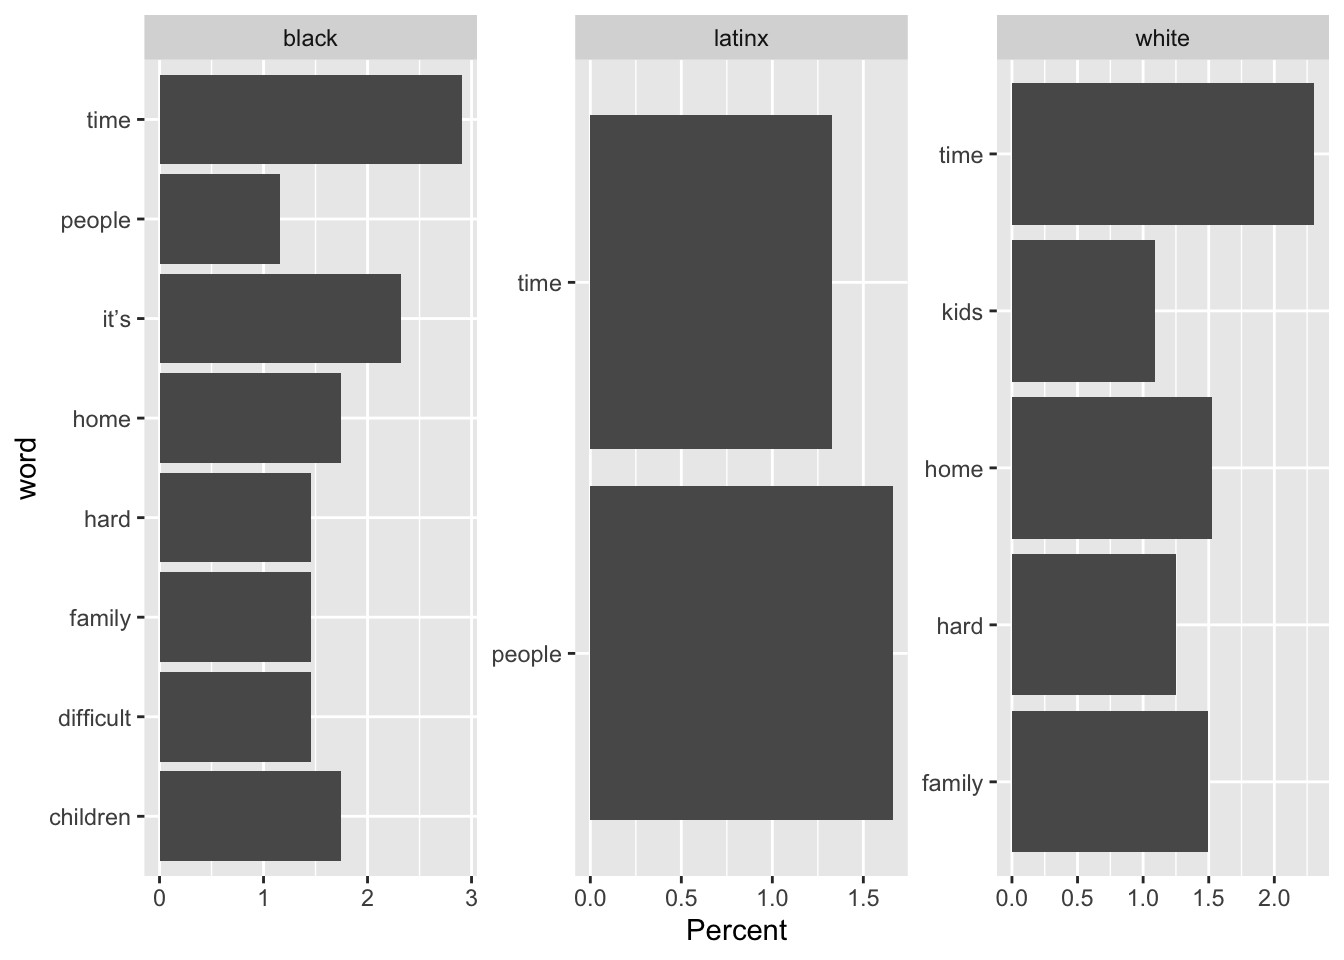 black
latinx
white
word
time
people
it’s
home
hard
family
difficult
children
0 1 2 3
time
people
0.0 0.5 1.0 1.5
time
kids
home
hard
family
0.0 0.5 1.0 1.5 2.0
Percent